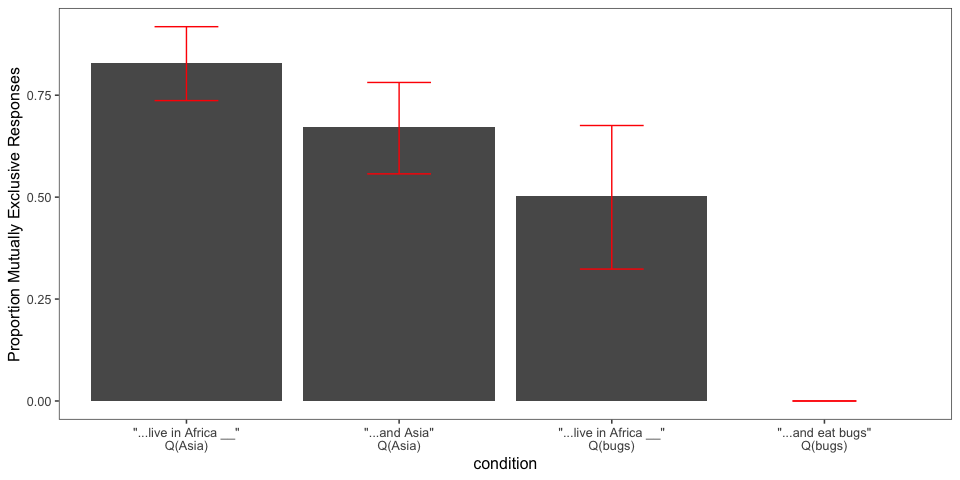 Proportion Mutually Exclusive Responses
0.75
0.50
0.25
0.00
"...live in Africa __"
Q(Asia)
"...and Asia"
Q(Asia)
"...live in Africa __"
Q(bugs)
"...and eat bugs"
Q(bugs)
condition